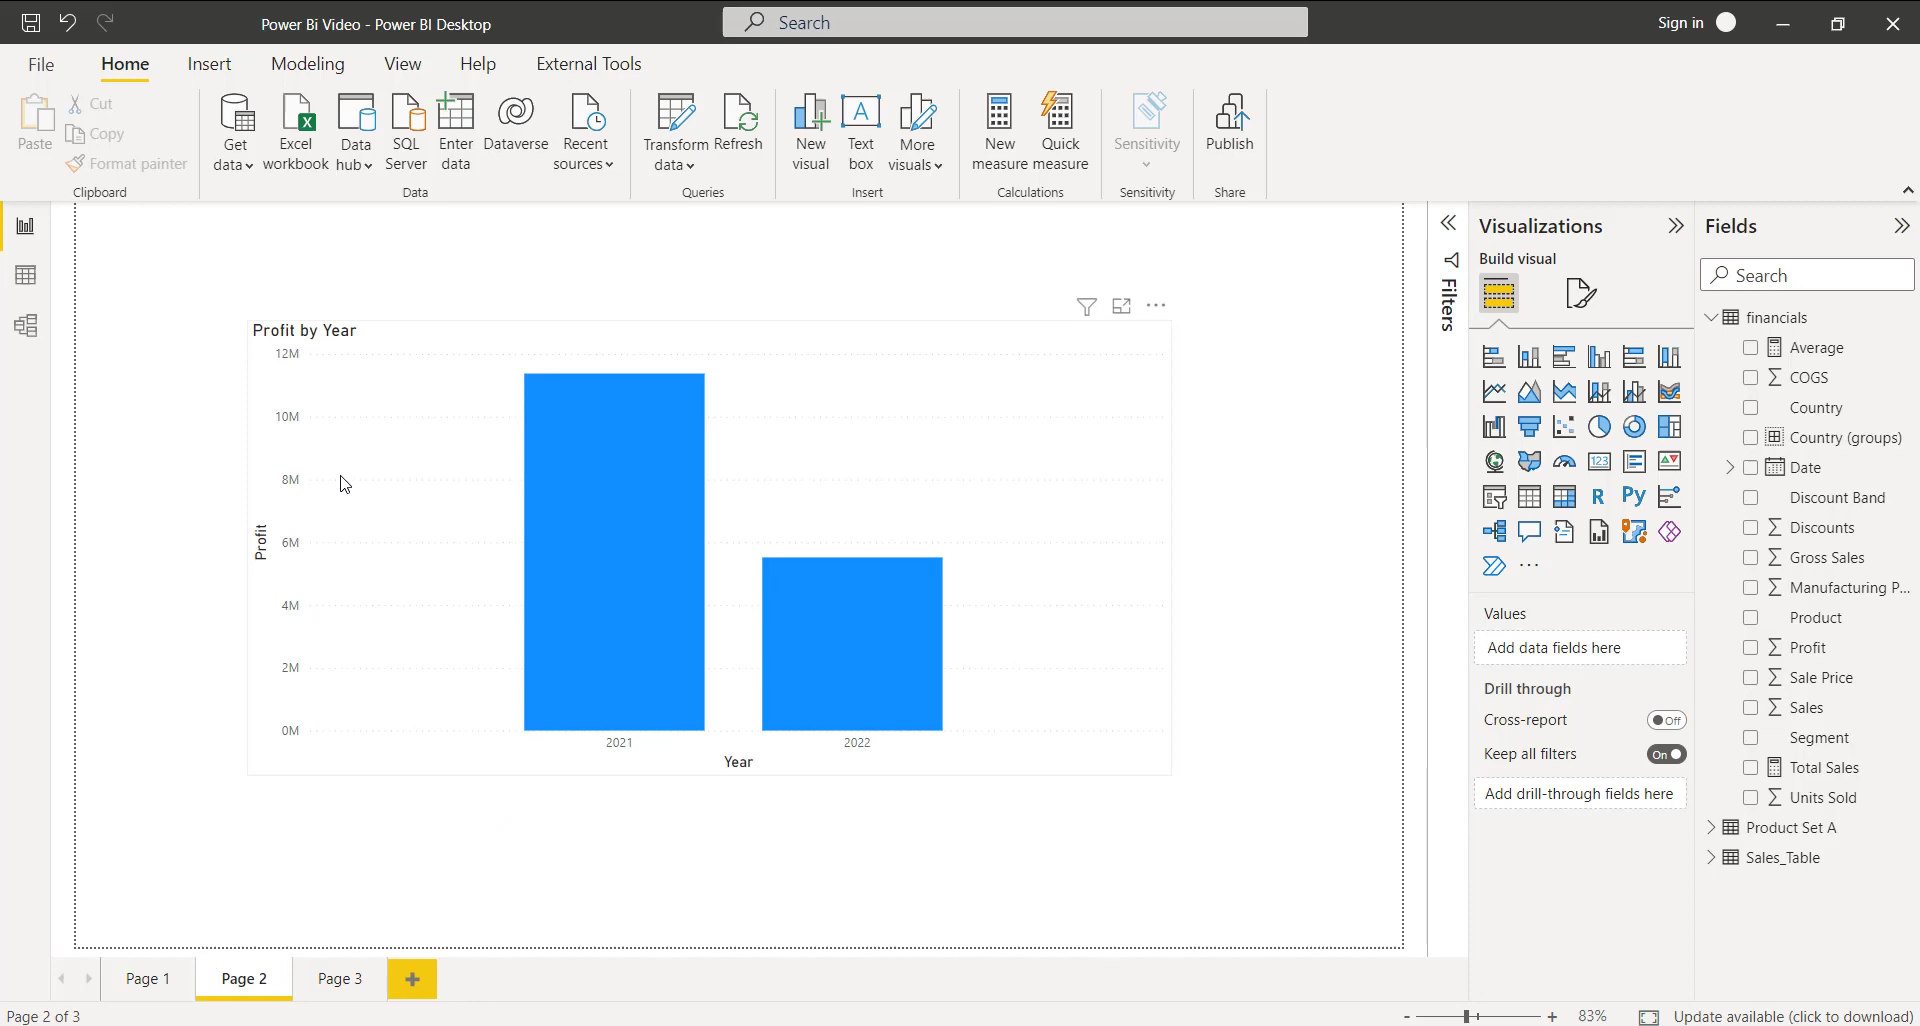 Power Bi Video - Power BI Desktop
Search
Sign in
File Home Insert Modeling View Help External Tools
Paste
Cut
Copy
Format painter
Clipboard
Get data
Excel workbook
Data hub
SQL Server
Enter data
Dataverse
Recent sources
Data
Transform data
Refresh
Queries
New visual
Text box
More visuals
Insert
New measure
Quick measure
Calculations
Sensitivity
Sensitivity
Publish
Share
Profit by Year
12M
10M
8M
6M
4M
2M
0M
Profit
2021 2022
Year
Filters
Visualizations
Build visual
123
R
Py
Values
Add data fields here
Drill through
Cross-report Off
Keep all filters On
Add drill-through fields here
Fields
Search
financials
Average
COGS
Country
Country (groups)
Date
Discount Band
Discounts
Gross Sales
Manufacturing P...
Product
Profit
Sale Price
Sales
Segment
Total Sales
Units Sold
Product Set A
Sales_Table
Page 1 Page 2 Page 3
Page 2 of 3
83%
Update available (click to download)